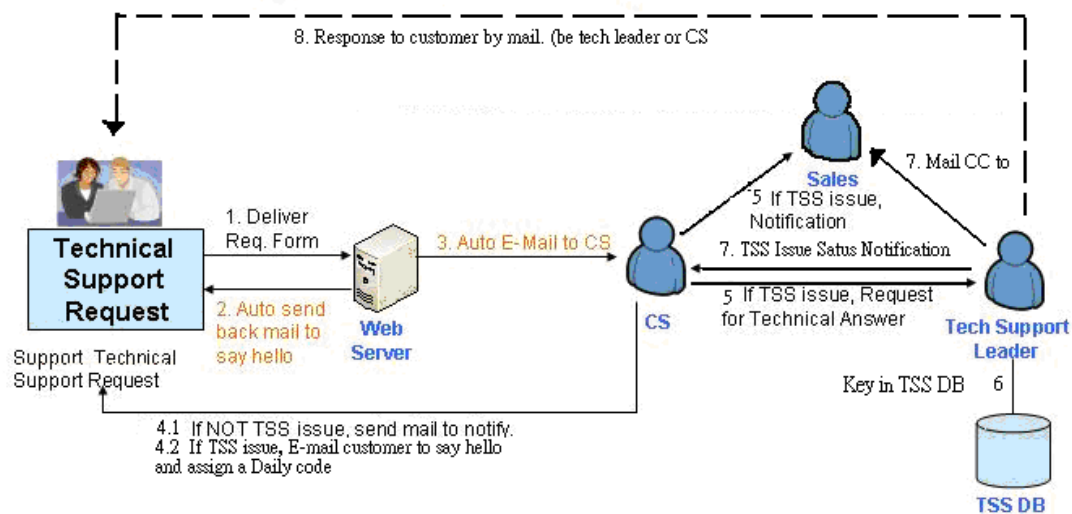 8. Response to customer by mail. (be tech leader or CS
Sales
7. Mail CC to
5 If TSS issue,
Notification
1. Deliver
Req. Form
3. Auto E-Mail to CS
7. TSS Issue Satus Notification
Technical
Support
Request
2. Auto send
back mail to
say hello
Web
Server
CS
5 If TSS issue, Request
for Technical Answer
Tech Support
Leader
Support Technical
Support Request
Key in TSS DB 6
4.1 If NOT TSS issue, send mail to notify.
4.2 If TSS issue, E-mail customer to say hello
and assign a Daily code
TSS DB